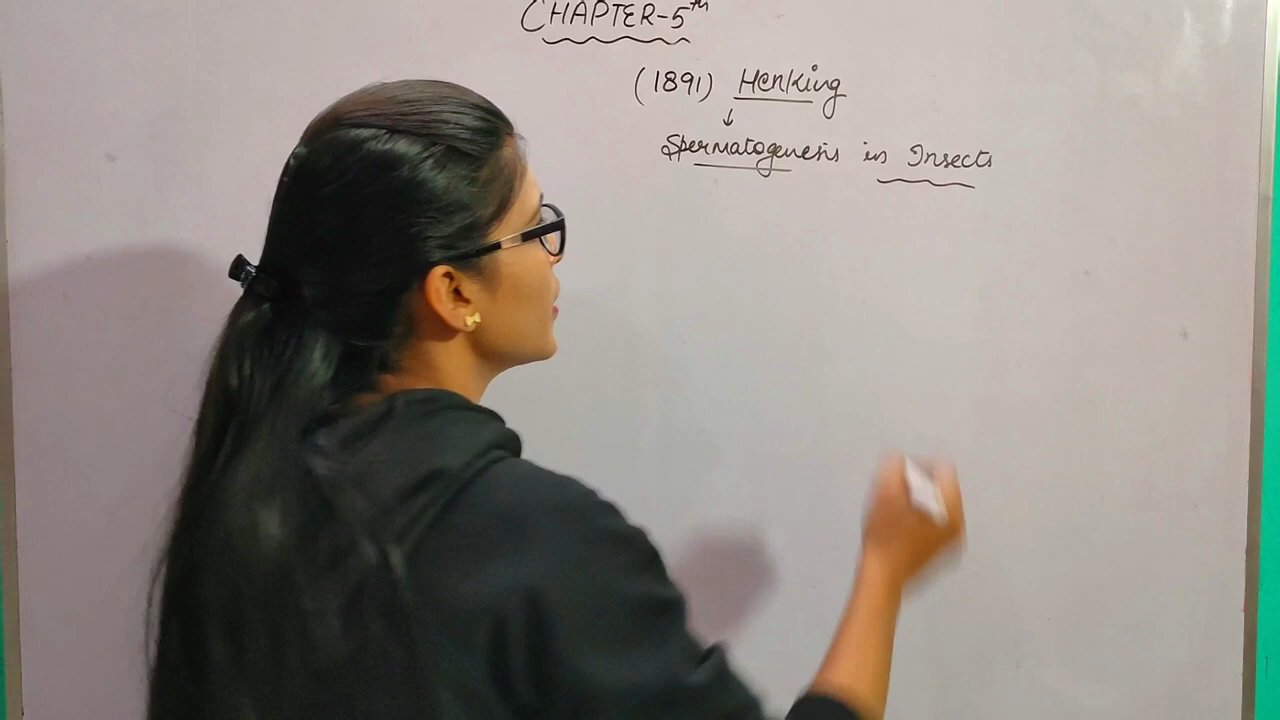 CHAPTER-5th
(1891) Henking
↓
Spermatogenesis in Insects